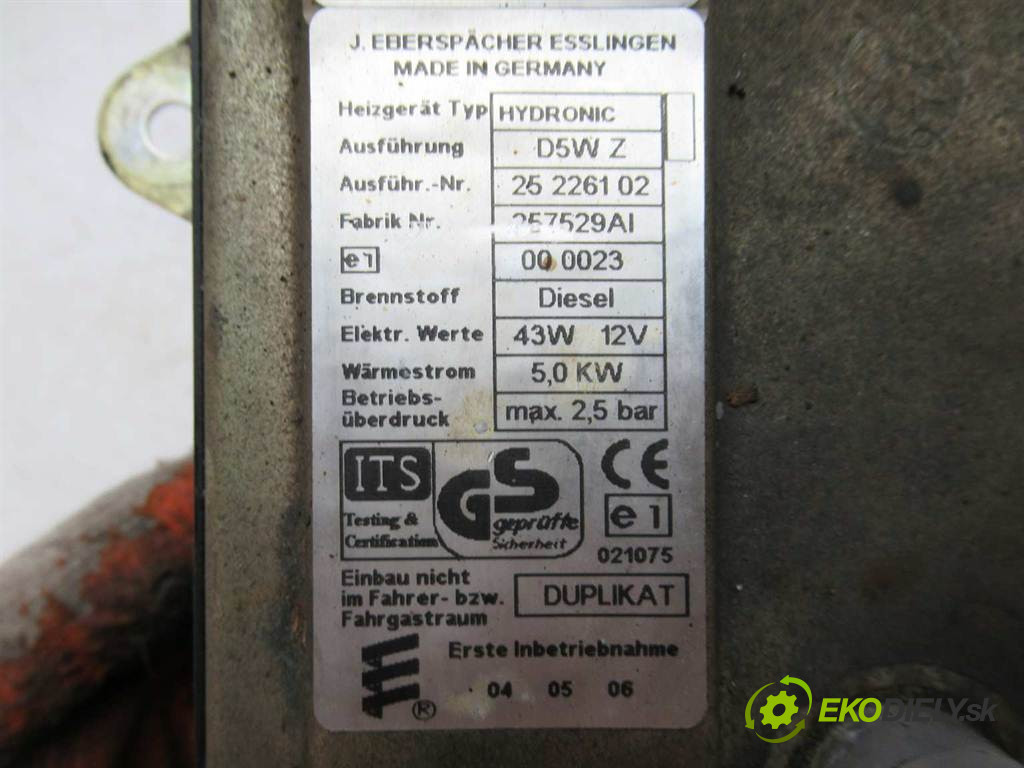 J. EBERSPÄCHER ESSLINGEN
MADE IN GERMANY
Heizgerät Typ HYDRONIC
Ausführung D5W Z
Ausführ.-Nr. 25 2261 02
Fabrik Nr. 257529AI
e1 00 0023
Brennstoff Diesel
Elektr. Werte 43W 12V
Wärmestrom 5,0 KW
Betriebs-
überdruck max. 2,5 bar
ITS
Testing &
Certification
GS
geprüfte
Sicherheit
CE
e1
021075
Einbau nicht
im Fahrer- bzw.
Fahrgastraum
DUPLIKAT
Erste Inbetriebnahme
04 05 06
®
EKODIELY.sk